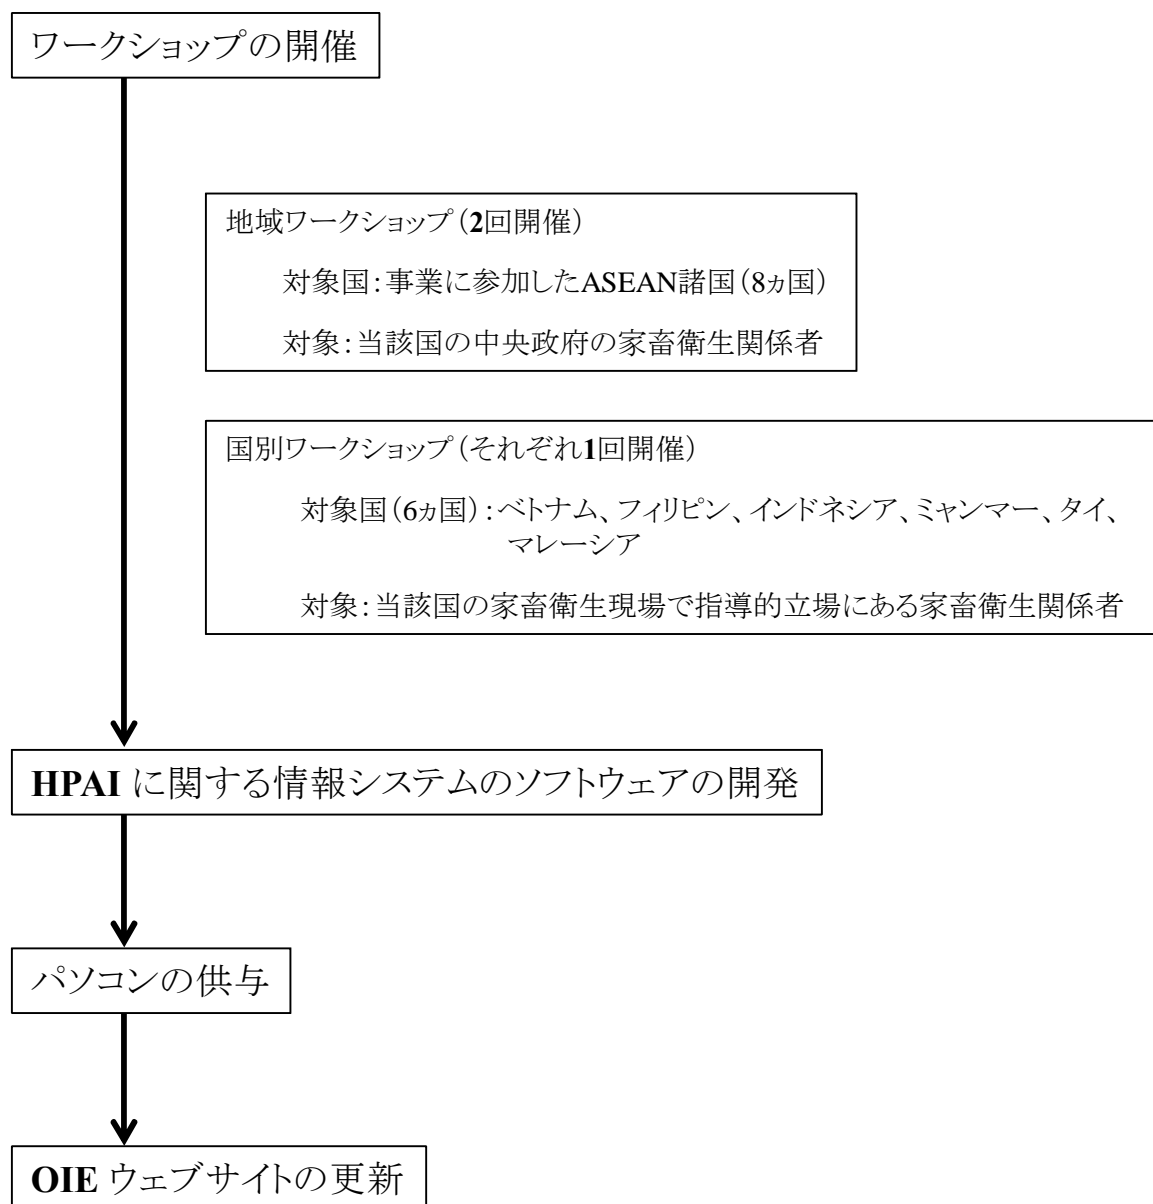 ワークショップの開催
地域ワークショップ(2回開催)
対象国:事業に参加したASEAN諸国(8ヵ国)
対象:当該国の中央政府の家畜衛生関係者
国別ワークショップ(それぞれ1回開催)
対象国(6ヵ国):ベトナム、フィリピン、インドネシア、ミャンマー、タイ、
マレーシア
対象:当該国の家畜衛生現場で指導的立場にある家畜衛生関係者
HPAI に関する情報システムのソフトウェアの開発
パソコンの供与
OIE ウェブサイトの更新